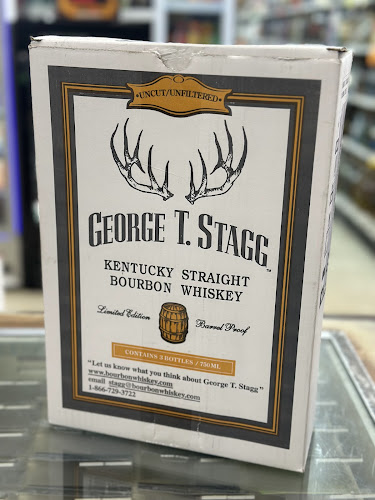 •UNCUT/UNFILTERED•
GEORGE T. STAGG™
KENTUCKY STRAIGHT
BOURBON WHISKEY
Limited Edition
Barrel Proof
CONTAINS 3 BOTTLES / 750ML
"Let us know what you think about George T. Stagg"
www.bourbonwhiskey.com
email stagg@bourbonwhiskey.com
1-866-729-3722